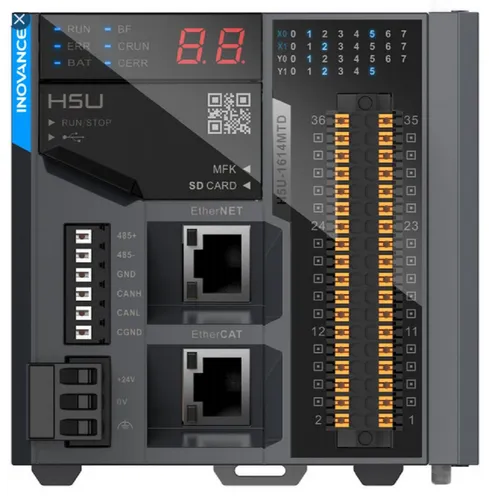 INOVANCE
RUN BF
ERR CRUN
BAT CERR
88
X0 0 1 2 3 4 5 6 7
X1 0 1 2 3 4 5 6 7
Y0 0 1 2 3 4 5 6 7
Y1 0 1 2 3 4 5
H5U
RUN·STOP
MFK
SD CARD
H5U-1614MTD
EtherNET
485+
485-
GND
CANH
CANL
CGND
EtherCAT
+24V
0V
36 35
24 23
12 11
2 1